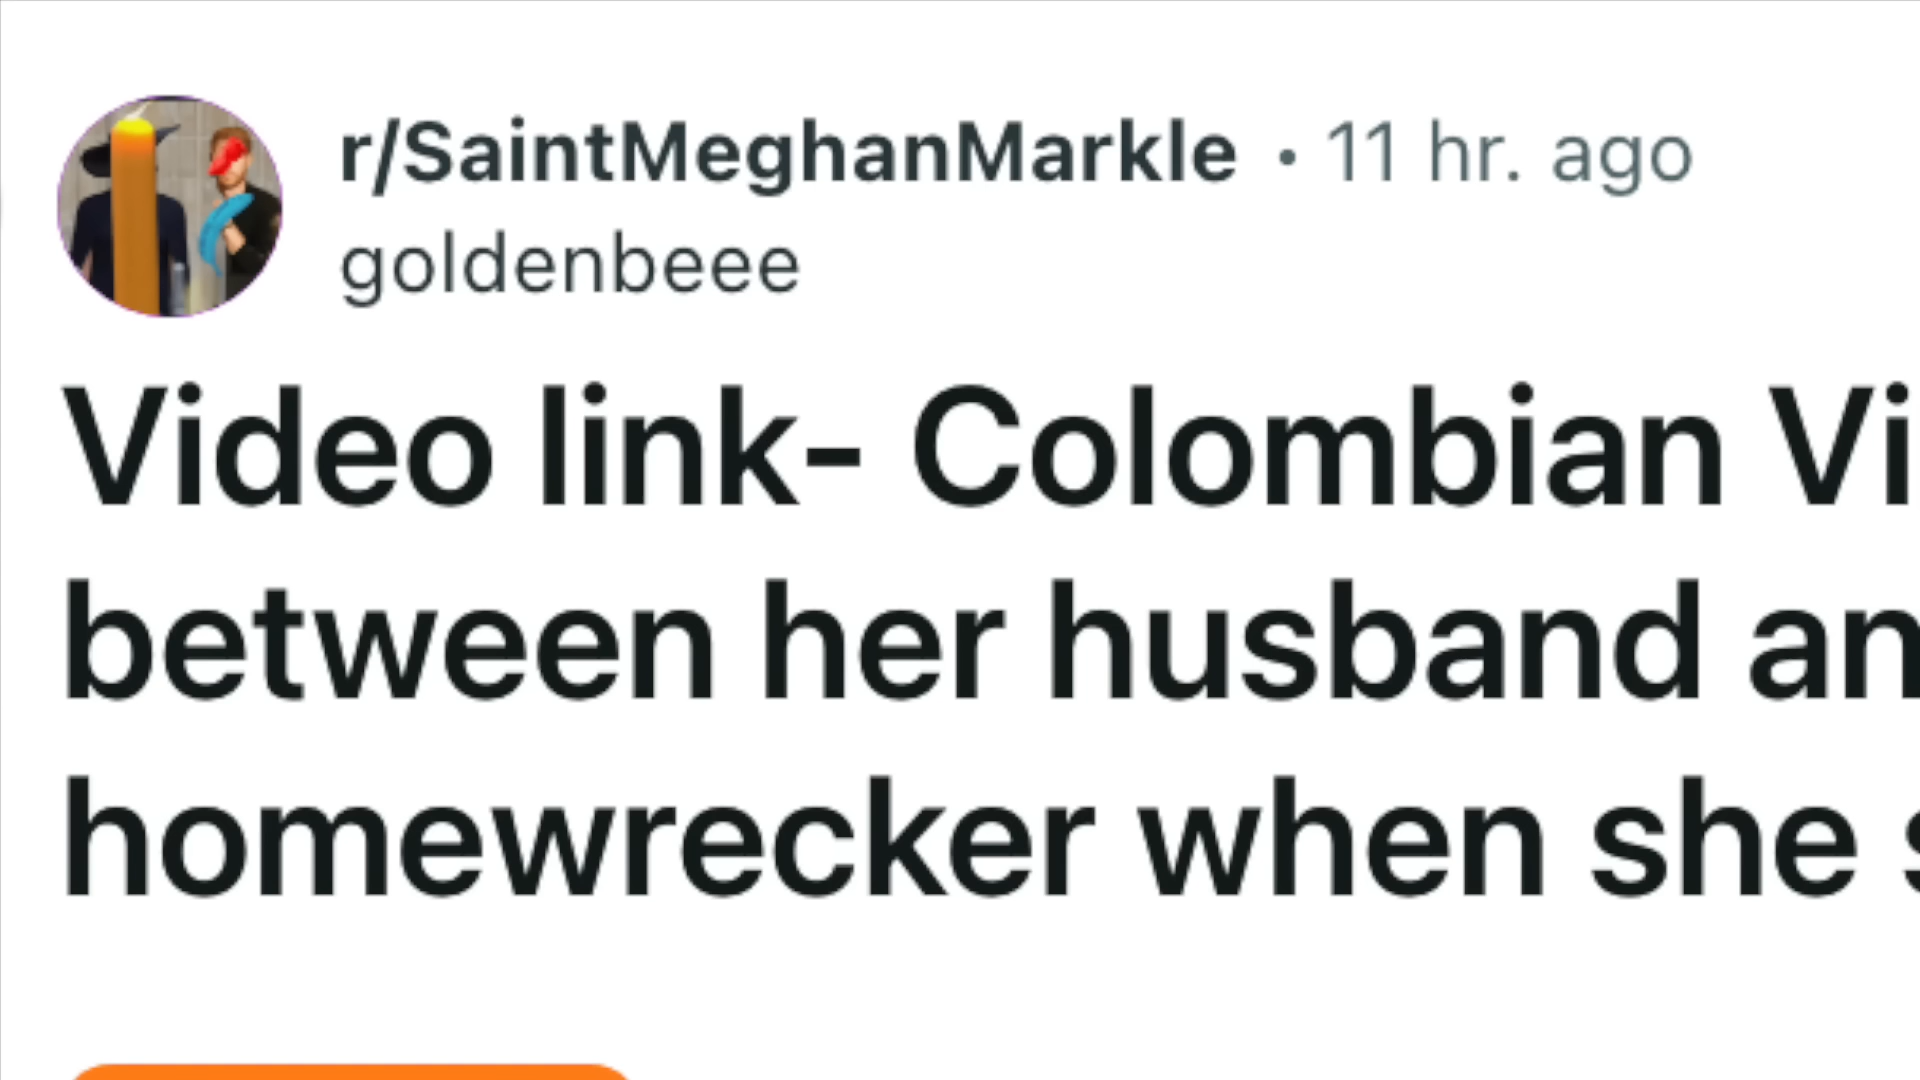 r/SaintMeghanMarkle • 11 hr. ago
goldenbeee
Video link- Colombian Vi
between her husband an
homewrecker when she s